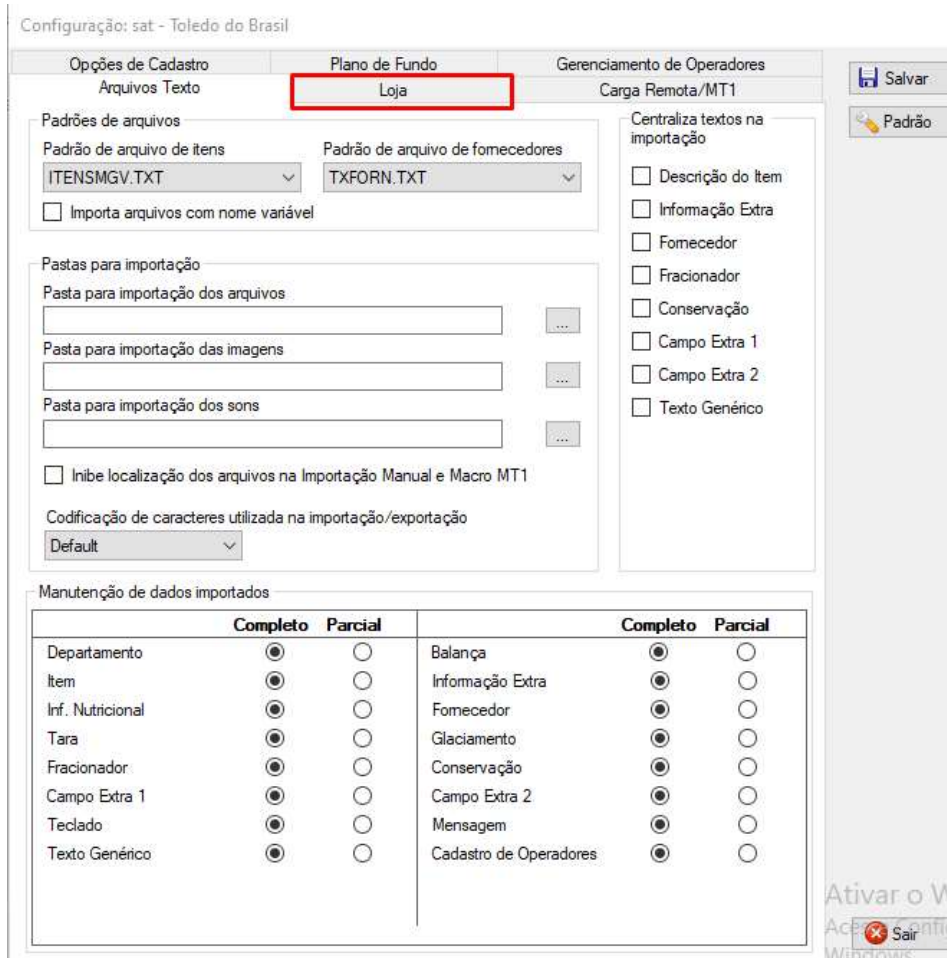 Configuração: sat - Toledo do Brasil
Opções de Cadastro Plano de Fundo Gerenciamento de Operadores
Arquivos Texto Loja Carga Remota/MT1
Salvar
Padrão
Padrões de arquivos
Padrão de arquivo de itens Padrão de arquivo de fornecedores
ITENSMGV.TXT TXFORN.TXT
Importa arquivos com nome variável
Centraliza textos na
importação
Descrição do Item
Informação Extra
Fornecedor
Fracionador
Conservação
Campo Extra 1
Campo Extra 2
Texto Genérico
Pastas para importação
Pasta para importação dos arquivos
...
Pasta para importação das imagens
...
Pasta para importação dos sons
...
Inibe localização dos arquivos na Importação Manual e Macro MT1
Codificação de caracteres utilizada na importação/exportação
Default
Manutenção de dados importados
Completo Parcial Completo Parcial
Departamento Balança
Item Informação Extra
Inf. Nutricional Fornecedor
Tara Glaciamento
Fracionador Conservação
Campo Extra 1 Campo Extra 2
Teclado Mensagem
Texto Genérico Cadastro de Operadores
Ativar o W
Sair
Windows